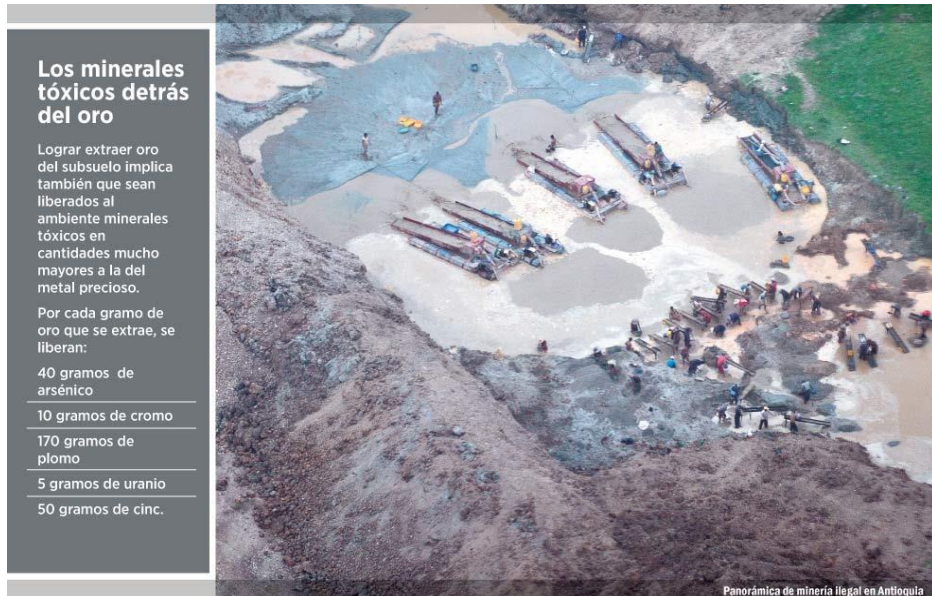 Los minerales
tóxicos detrás
del oro
Lograr extraer oro
del subsuelo implica
también que sean
liberados al
ambiente minerales
tóxicos en
cantidades mucho
mayores a la del
metal precioso.
Por cada gramo de
oro que se extrae, se
liberan:
40 gramos de
arsénico
10 gramos de cromo
170 gramos de
plomo
5 gramos de uranio
50 gramos de cinc.
Panorámica de minería ilegal en Antioquia